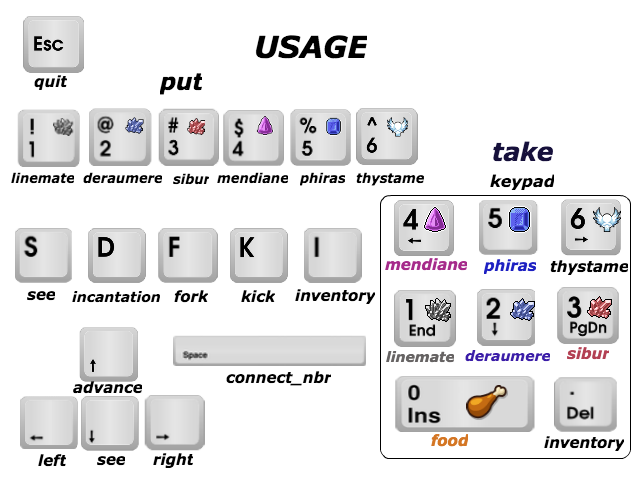 USAGE
Esc
quit
put
! 1
@ 2
# 3
$ 4
% 5
^ 6
linemate deraumere sibur mendiane phiras thystame
take
keypad
4 ←
5
6 →
mendiane phiras thystame
S D F K I
see incantation fork kick inventory
1 End
2 ↓
3 PgDn
linemate deraumere sibur
↑
advance
Space
connect_nbr
0 Ins
. Del
food inventory
← ↓ →
left see right